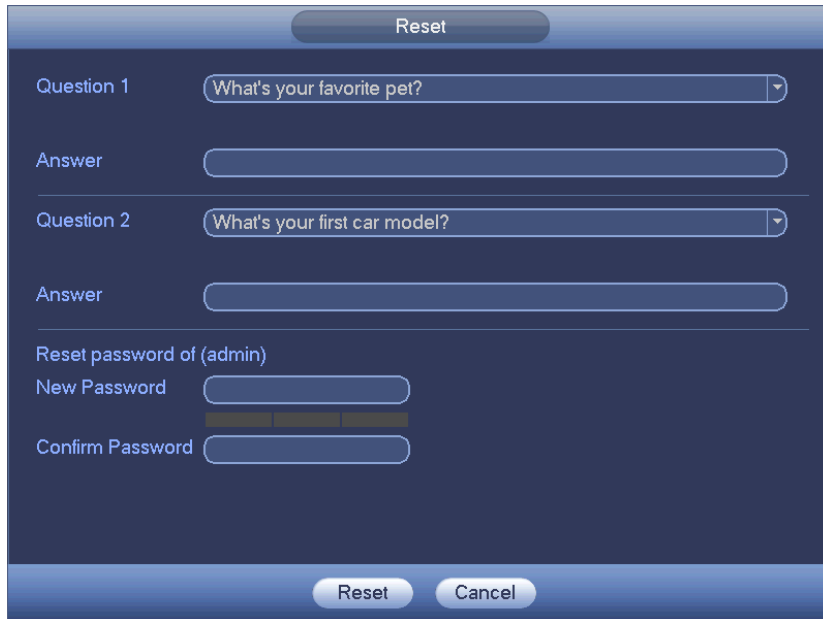 Reset
Question 1 What's your favorite pet?
Answer
Question 2 What's your first car model?
Answer
Reset password of (admin)
New Password
Confirm Password
Reset Cancel